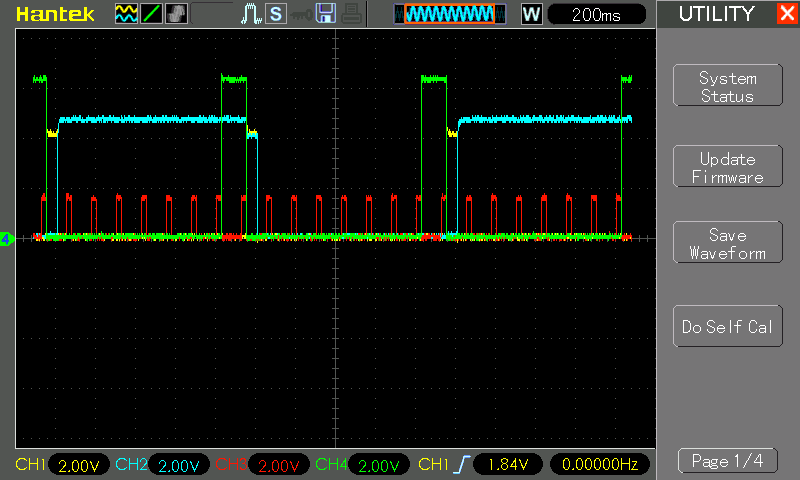 Hantek
S
W
200ms
UTILITY
X
System
Status
Update
Firmware
4
Save
Waveform
Do Self Cal
CH1 2.00V CH2 2.00V CH3 2.00V CH4 2.00V CH1 1.84V 0.00000Hz
Page 1/4